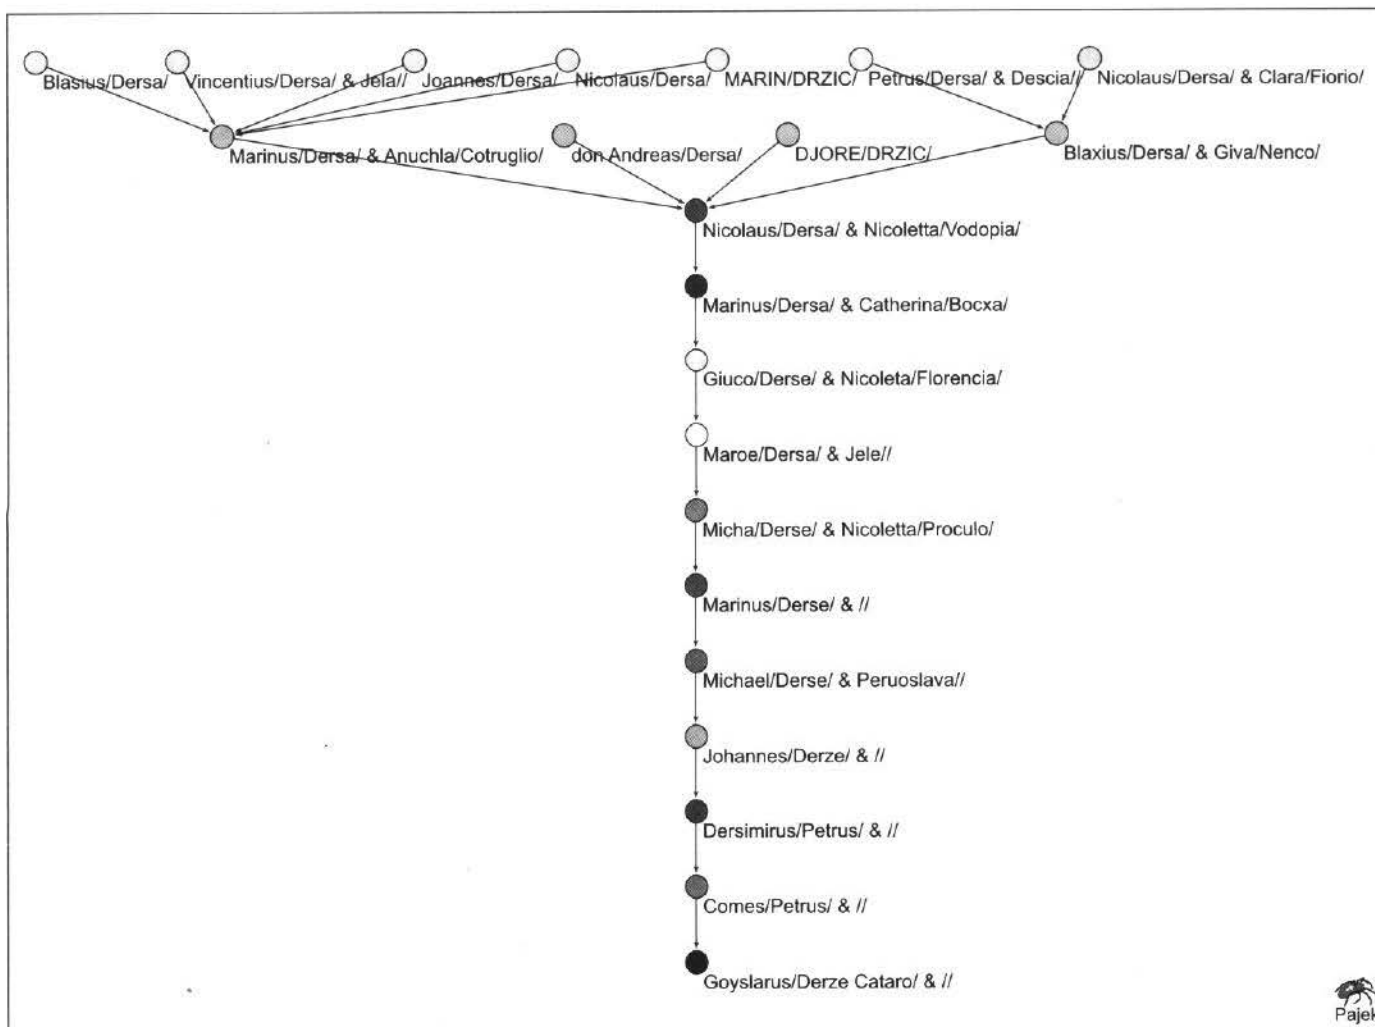 Blasius/Dersa/ Vincentius/Dersa/ & Jela// Joannes/Dersa/ Nicolaus/Dersa/ MARIN/DRZIC/ Petrus/Dersa/ & Descia// Nicolaus/Dersa/ & Clara/Fiorio/
Marinus/Dersa/ & Anuchla/Cotruglio/ don Andreas/Dersa/ DJORE/DRZIC/ Blaxius/Dersa/ & Giva/Nenco/
Nicolaus/Dersa/ & Nicoletta/Vodopia/
Marinus/Dersa/ & Catherina/Bocxa/
Giuco/Derse/ & Nicoleta/Florencia/
Maroe/Dersa/ & Jele//
Micha/Derse/ & Nicoletta/Proculo/
Marinus/Derse/ & //
Michael/Derse/ & Peruoslava//
Johannes/Derze/ & //
Dersimirus/Petrus/ & //
Comes/Petrus/ & //
Goyslarus/Derze Cataro/ & //
Pajek